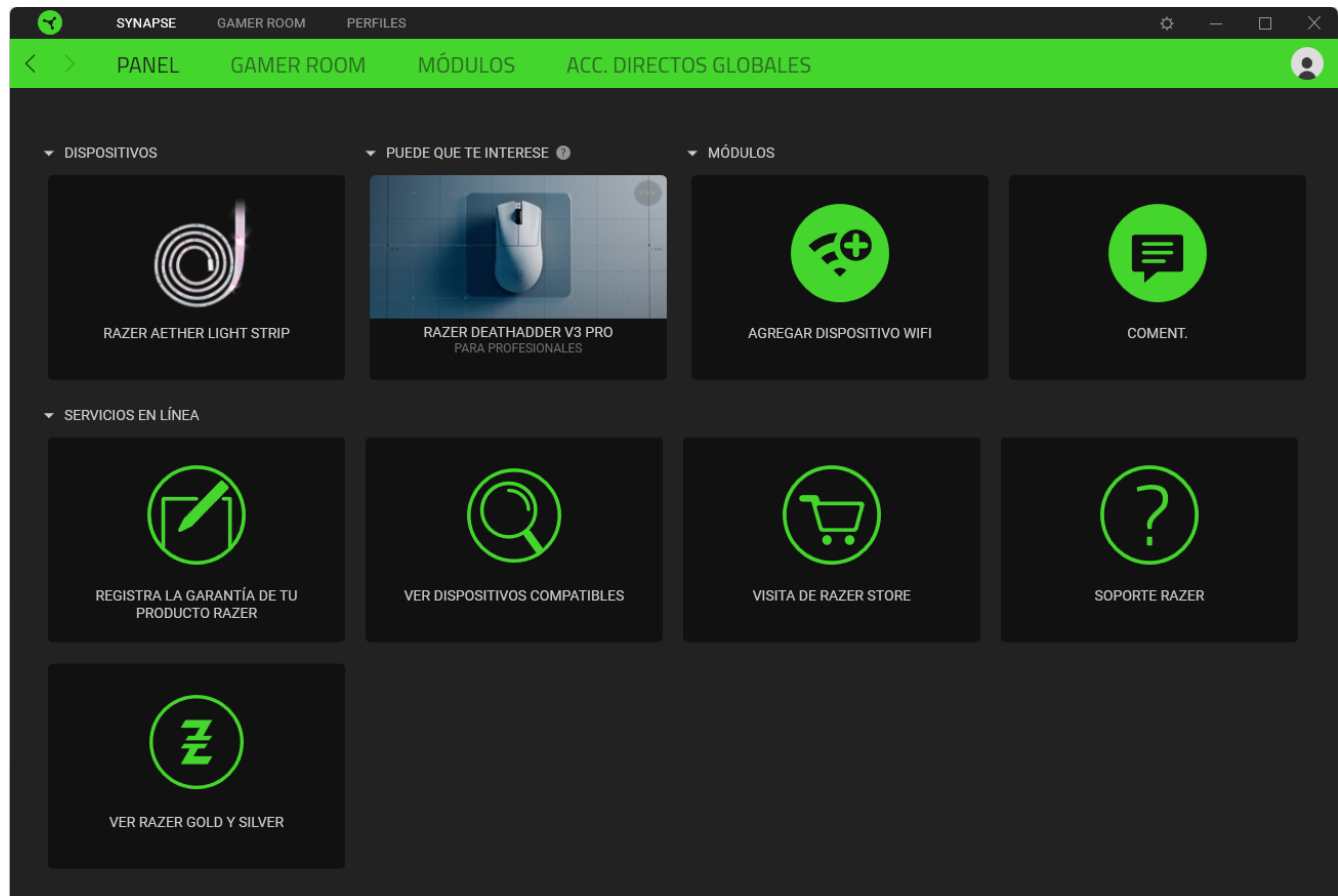 SYNAPSE GAMER ROOM PERFILES
PANEL GAMER ROOM MÓDULOS ACC. DIRECTOS GLOBALES
DISPOSITIVOS
RAZER AETHER LIGHT STRIP
PUEDE QUE TE INTERESE ?
RAZER DEATHADDER V3 PRO
PARA PROFESIONALES
MÓDULOS
AGREGAR DISPOSITIVO WIFI
COMENT.
SERVICIOS EN LÍNEA
REGISTRA LA GARANTÍA DE TU
PRODUCTO RAZER
VER DISPOSITIVOS COMPATIBLES
VISITA DE RAZER STORE
SOPORTE RAZER
VER RAZER GOLD Y SILVER